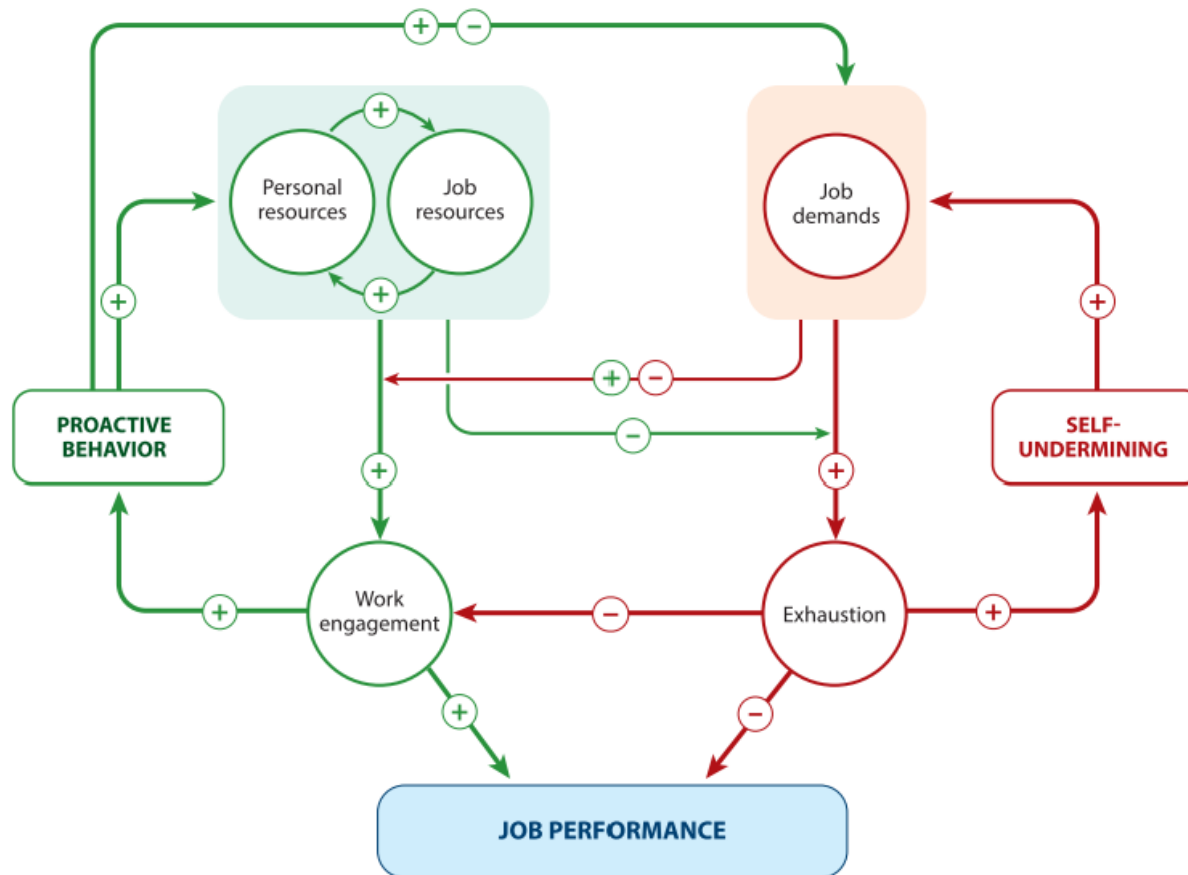 + −
+
Personal
resources
Job
resources
Job
demands
+
+
+
+ −
PROACTIVE
BEHAVIOR
−
SELF-
UNDERMINING
+
+
Work
engagement
Exhaustion
+
−
+
+
−
JOB PERFORMANCE